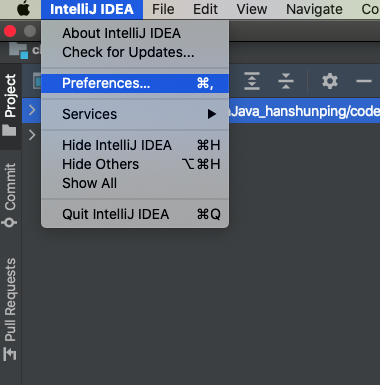 IntelliJ IDEA File Edit View Navigate Co
About IntelliJ IDEA
Check for Updates...
Preferences... ⌘,
Services ▶
Hide IntelliJ IDEA ⌘H
Hide Others ⌥⌘H
Show All
Quit IntelliJ IDEA ⌘Q
Java_hanshunping/code
Project
Commit
Pull Requests